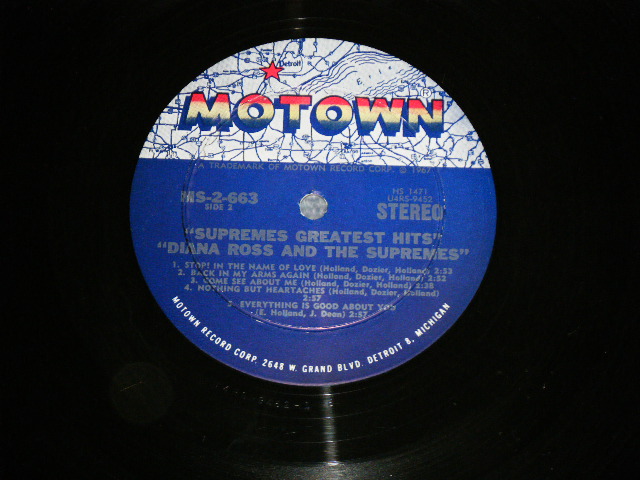 Detroit
MOTOWN®
A TRADEMARK OF MOTOWN RECORD CORP. © 1967
MS-2-663
SIDE 2
HS 1471
U4RS-9452
STEREO
"SUPREMES GREATEST HITS"
"DIANA ROSS AND THE SUPREMES"
1. STOP! IN THE NAME OF LOVE (Holland, Dozier, Holland) 2:53
2. BACK IN MY ARMS AGAIN (Holland, Dozier, Holland) 2:52
3. COME SEE ABOUT ME (Holland, Dozier, Holland) 2:38
4. NOTHING BUT HEARTACHES (Holland, Dozier, Holland)
2:57
5. EVERYTHING IS GOOD ABOUT YOU
(E. Holland, J. Dean) 2:57
MOTOWN RECORD CORP. 2648 W. GRAND BLVD. DETROIT 8, MICHIGAN